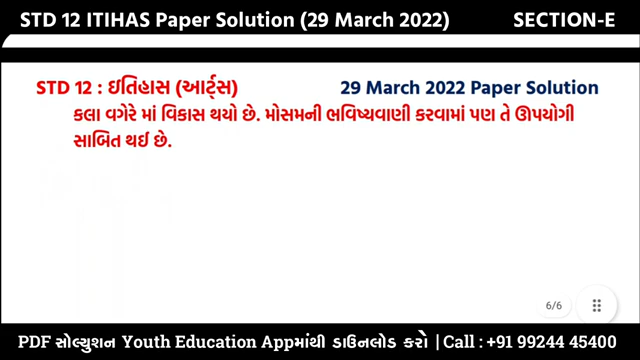 STD 12 ITIHAS Paper Solution (29 March 2022) SECTION-E
STD 12 : ઇતિહાસ (આર્ટ્સ) 29 March 2022 Paper Solution
કલા વગેરે માં વિકાસ થયો છે. મોસમની ભવિષ્યવાણી કરવામાં પણ તે ઊપયોગી
સાબિત થઈ છે.
6/6
PDF સોલ્યુશન Youth Education Appમાંથી ડાઉનલોડ કરો | Call : +91 99244 45400